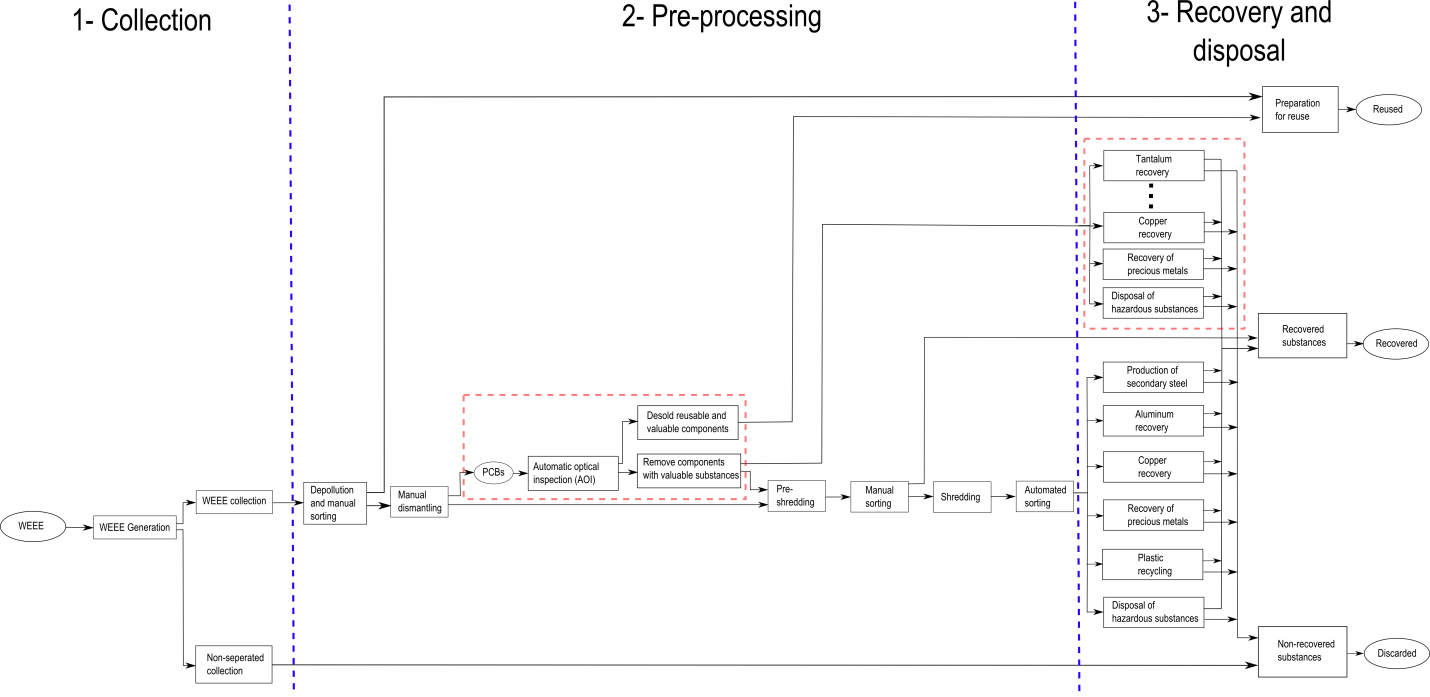 1- Collection
2- Pre-processing
3- Recovery and
disposal
Preparation
for reuse
Reused
Tantalum
recovery
Copper
recovery
Recovery of
precious metals
Disposal of
hazardous substances
Recovered
substances
Recovered
Production of
secondary steel
Aluminum
recovery
Copper
recovery
Recovery of
precious metals
Plastic
recycling
Disposal of
hazardous substances
Non-recovered
substances
Discarded
Desold reusable and
valuable components
PCBs
Automatic optical
inspection (AOI)
Remove components
with valuable substances
Pre-
shredding
Manual
sorting
Shredding
Automated
sorting
WEEE
WEEE Generation
WEEE collection
Depollution
and manual
sorting
Manual
dismantling
Non-seperated
collection